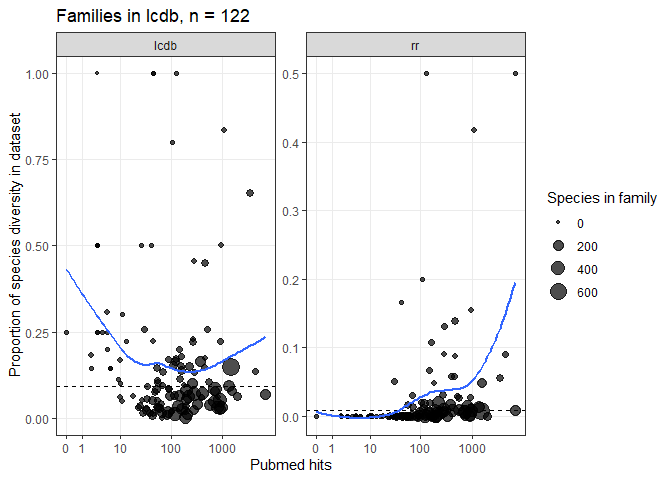 Families in lcdb, n = 122
lcdb
rr
Proportion of species diversity in dataset
1.00
0.75
0.50
0.25
0.00
0.5
0.4
0.3
0.2
0.1
0.0
0 1 10 100 1000
0 1 10 100 1000
Pubmed hits
Species in family
0
200
400
600